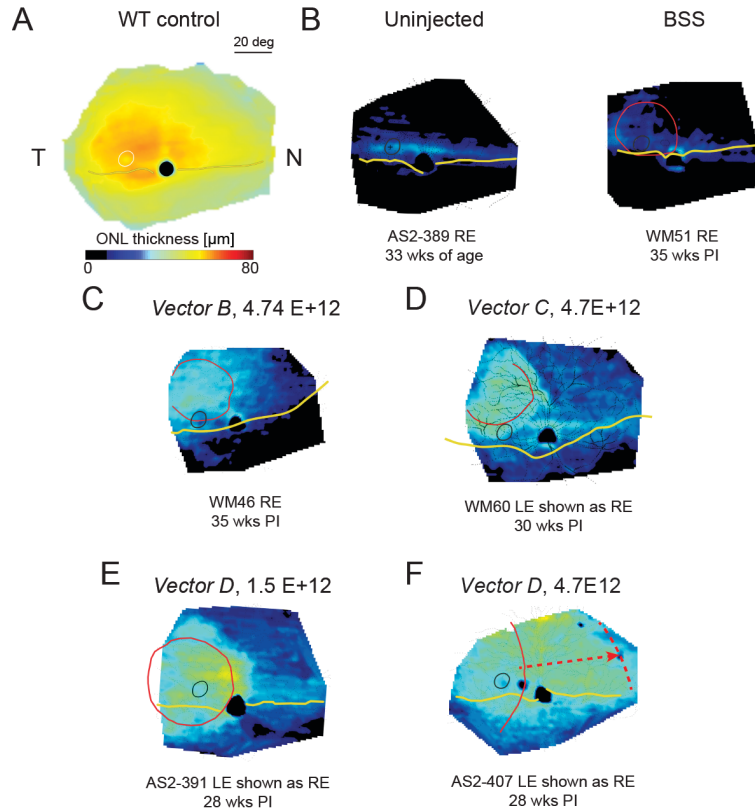 A
WT control
20 deg
T
N
ONL thickness [µm]
0
80
B
Uninjected
BSS
AS2-389 RE
33 wks of age
WM51 RE
35 wks PI
C
Vector B, 4.74 E+12
WM46 RE
35 wks PI
D
Vector C, 4.7E+12
WM60 LE shown as RE
30 wks PI
E
Vector D, 1.5 E+12
AS2-391 LE shown as RE
28 wks PI
F
Vector D, 4.7E12
AS2-407 LE shown as RE
28 wks PI